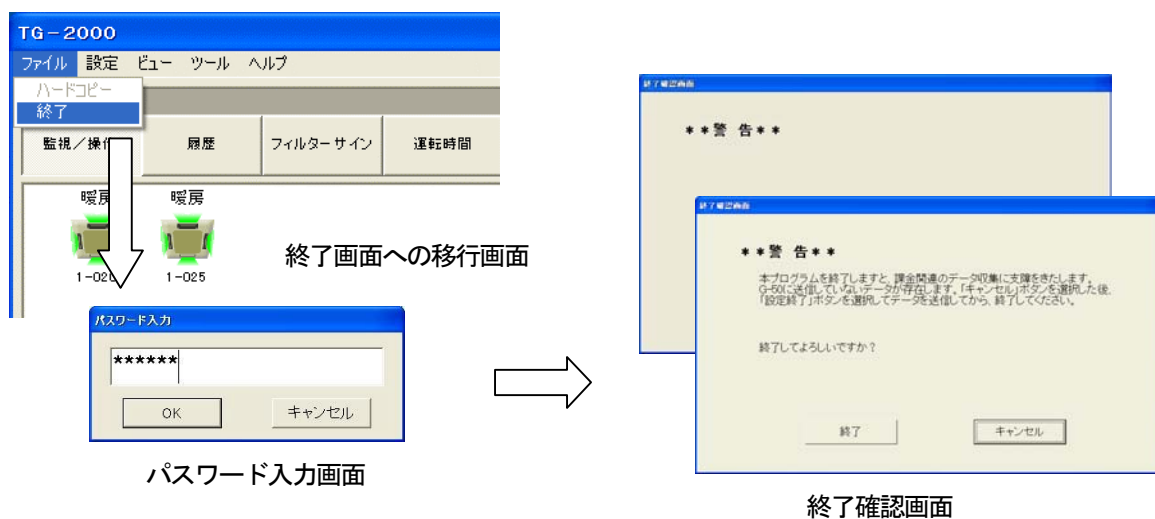 TG-2000
ファイル 設定 ビュー ツール ヘルプ
ハードコピー
終了
監視/操作 履歴 フィルターサイン 運転時間
暖房 暖房
1-025
終了画面への移行画面
パスワード入力
******
OK キャンセル
パスワード入力画面
終了確認画面
**警 告**
終了確認画面
**警 告**
本プログラムを終了しますと、課金関連のデータ収集に支障をきたします。
G-50に送信していないデータが存在します。「キャンセル」ボタンを選択した後、
「設定終了」ボタンを選択してデータを送信してから、終了してください。
終了してよろしいですか?
終了 キャンセル
終了確認画面